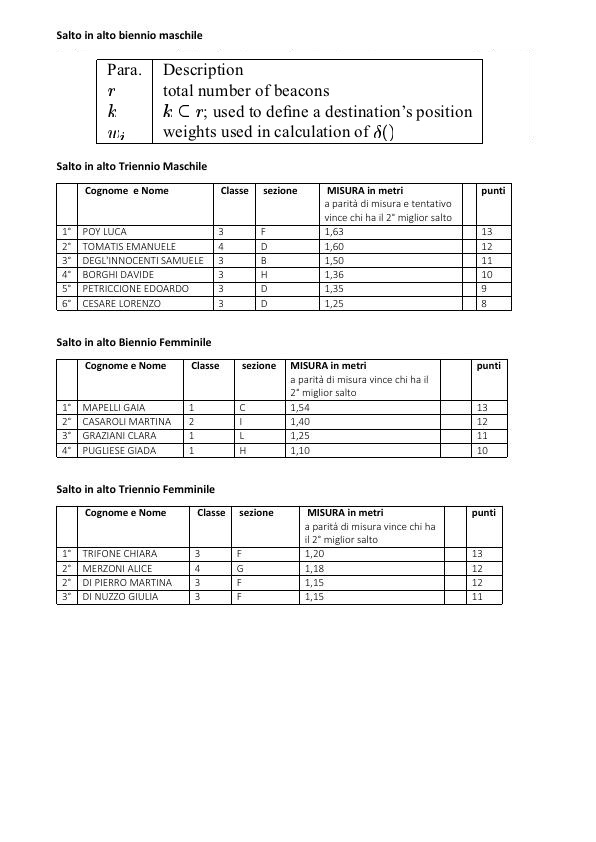 Salto in alto biennio maschile
Para. Description
r total number of beacons
k k ⊂ r; used to define a destination's position
w_i weights used in calculation of δ()
Salto in alto Triennio Maschile
Cognome e Nome Classe sezione MISURA in metri punti
a parità di misura e tentativo
vince chi ha il 2° miglior salto
1° POY LUCA 3 F 1,63 13
2° TOMATIS EMANUELE 4 D 1,60 12
3° DEGL'INNOCENTI SAMUELE 3 B 1,50 11
4° BORGHI DAVIDE 3 H 1,36 10
5° PETRICCIONE EDOARDO 3 D 1,35 9
6° CESARE LORENZO 3 D 1,25 8
Salto in alto Biennio Femminile
Cognome e Nome Classe sezione MISURA in metri punti
a parità di misura vince chi ha il
2° miglior salto
1° MAPELLI GAIA 1 C 1,54 13
2° CASAROLI MARTINA 2 I 1,40 12
3° GRAZIANI CLARA 1 L 1,25 11
4° PUGLIESE GIADA 1 H 1,10 10
Salto in alto Triennio Femminile
Cognome e Nome Classe sezione MISURA in metri punti
a parità di misura vince chi ha
il 2° miglior salto
1° TRIFONE CHIARA 3 F 1,20 13
2° MERZONI ALICE 4 G 1,18 12
2° DI PIERRO MARTINA 3 F 1,15 12
3° DI NUZZO GIULIA 3 F 1,15 11